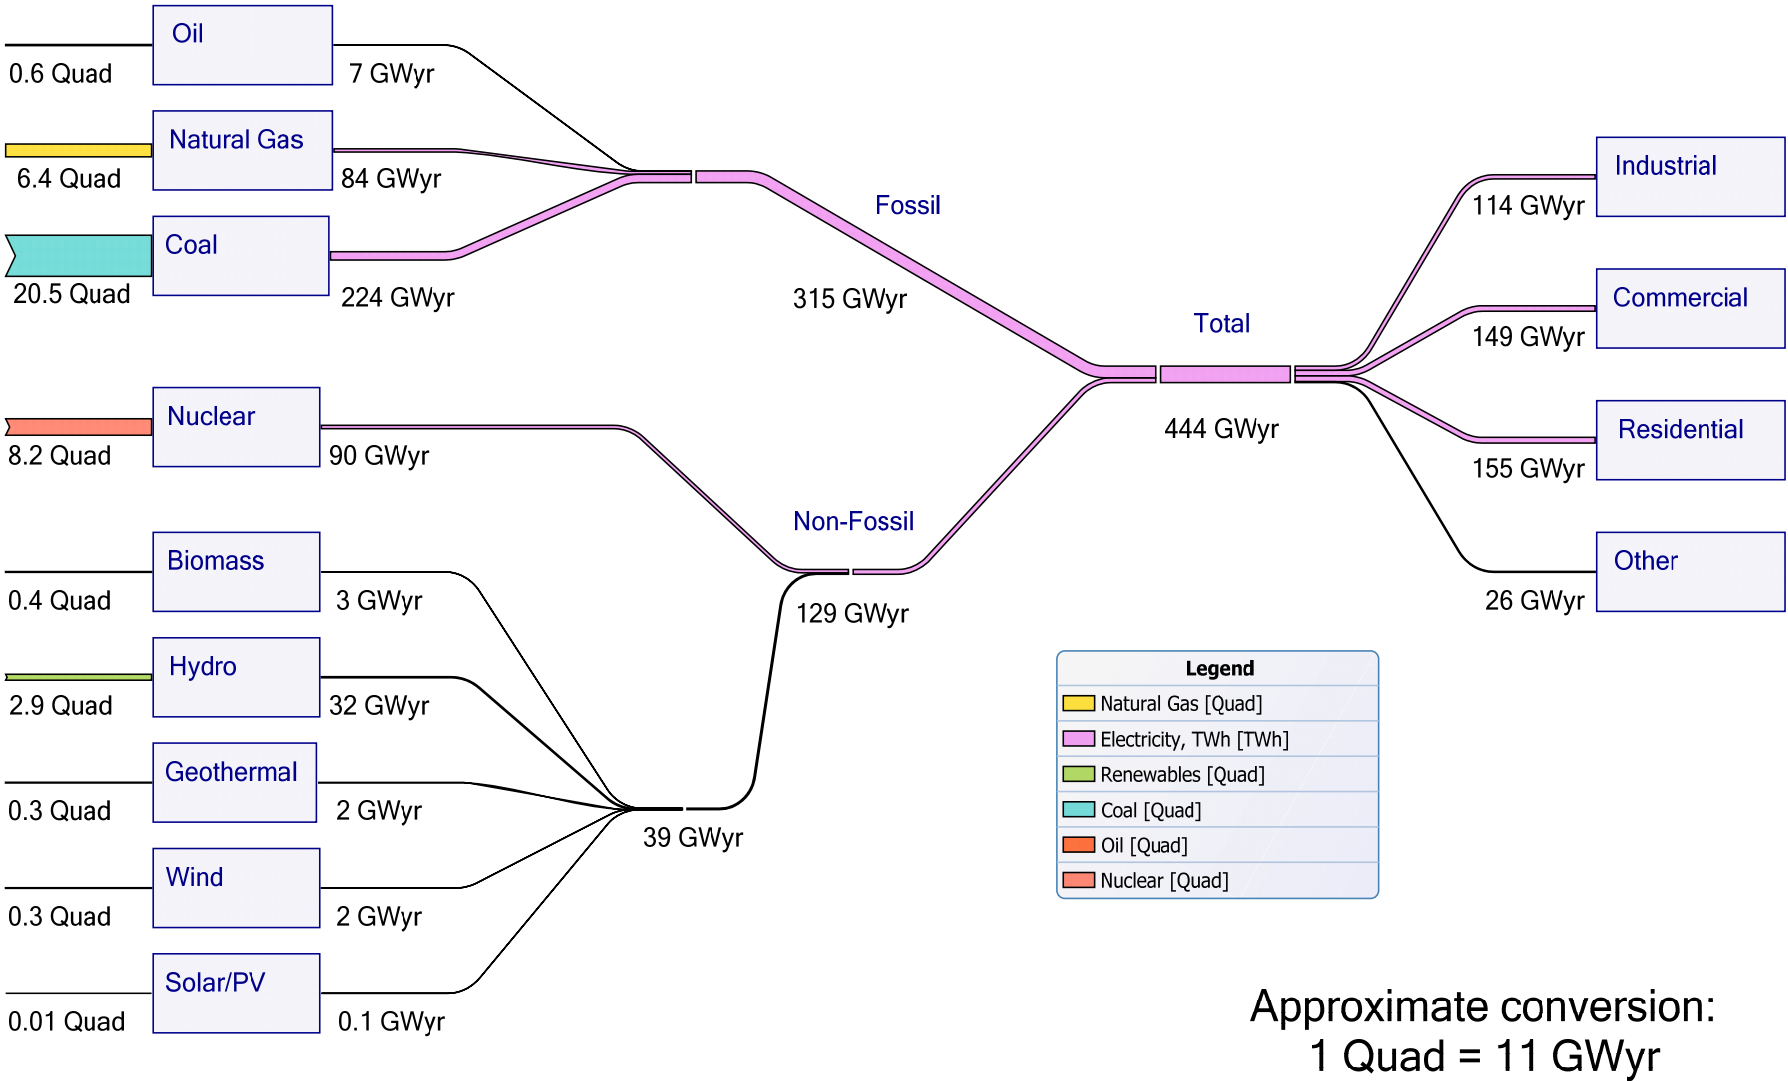 Oil
0.6 Quad
7 GWyr
Natural Gas
6.4 Quad
84 GWyr
Coal
20.5 Quad
224 GWyr
Nuclear
8.2 Quad
90 GWyr
Biomass
0.4 Quad
3 GWyr
Hydro
2.9 Quad
32 GWyr
Geothermal
0.3 Quad
2 GWyr
Wind
0.3 Quad
2 GWyr
Solar/PV
0.01 Quad
0.1 GWyr
39 GWyr
Fossil
315 GWyr
Non-Fossil
129 GWyr
Total
444 GWyr
Industrial
114 GWyr
Commercial
149 GWyr
Residential
155 GWyr
Other
26 GWyr
Legend
Natural Gas [Quad]
Electricity, TWh [TWh]
Renewables [Quad]
Coal [Quad]
Oil [Quad]
Nuclear [Quad]
Approximate conversion:
1 Quad = 11 GWyr